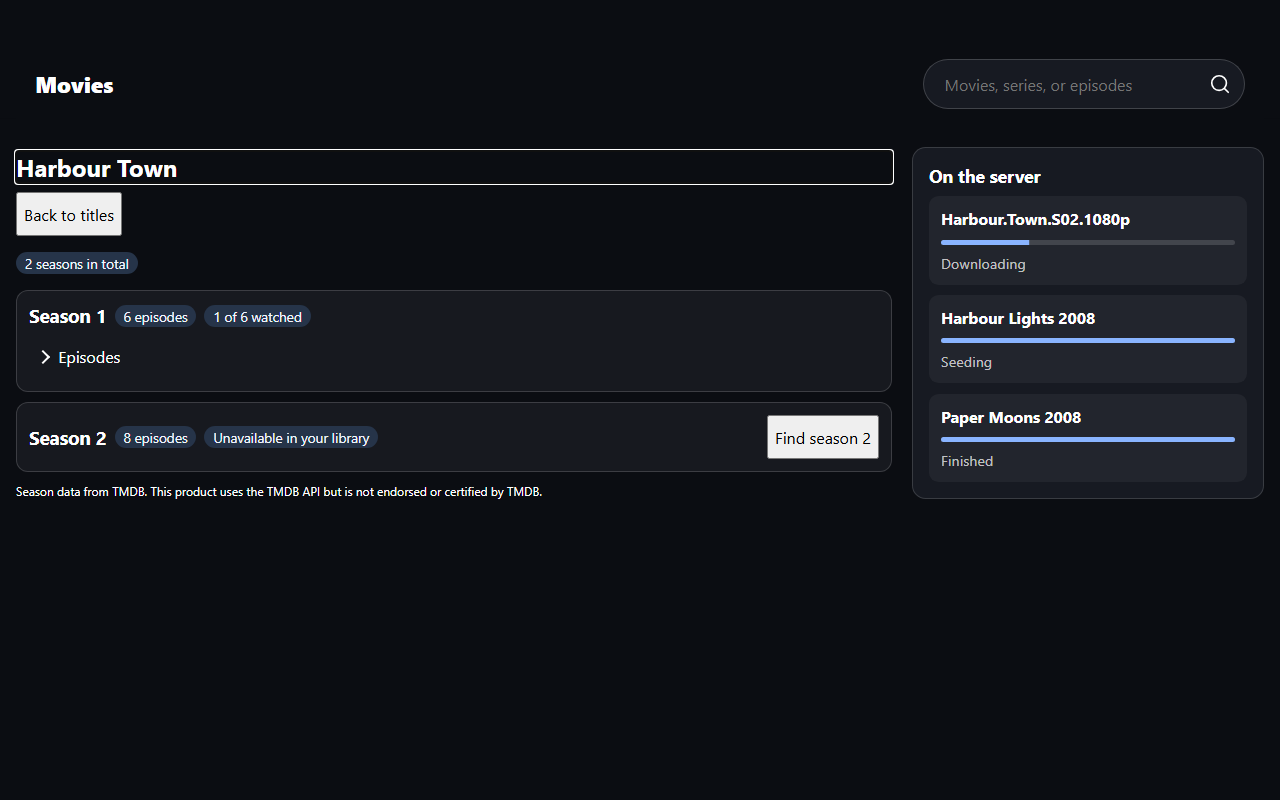 Movies
Movies, series, or episodes
Harbour Town
Back to titles
2 seasons in total
Season 1 6 episodes 1 of 6 watched
Episodes
Season 2 8 episodes Unavailable in your library Find season 2
Season data from TMDB. This product uses the TMDB API but is not endorsed or certified by TMDB.
On the server
Harbour.Town.S02.1080p
Downloading
Harbour Lights 2008
Seeding
Paper Moons 2008
Finished